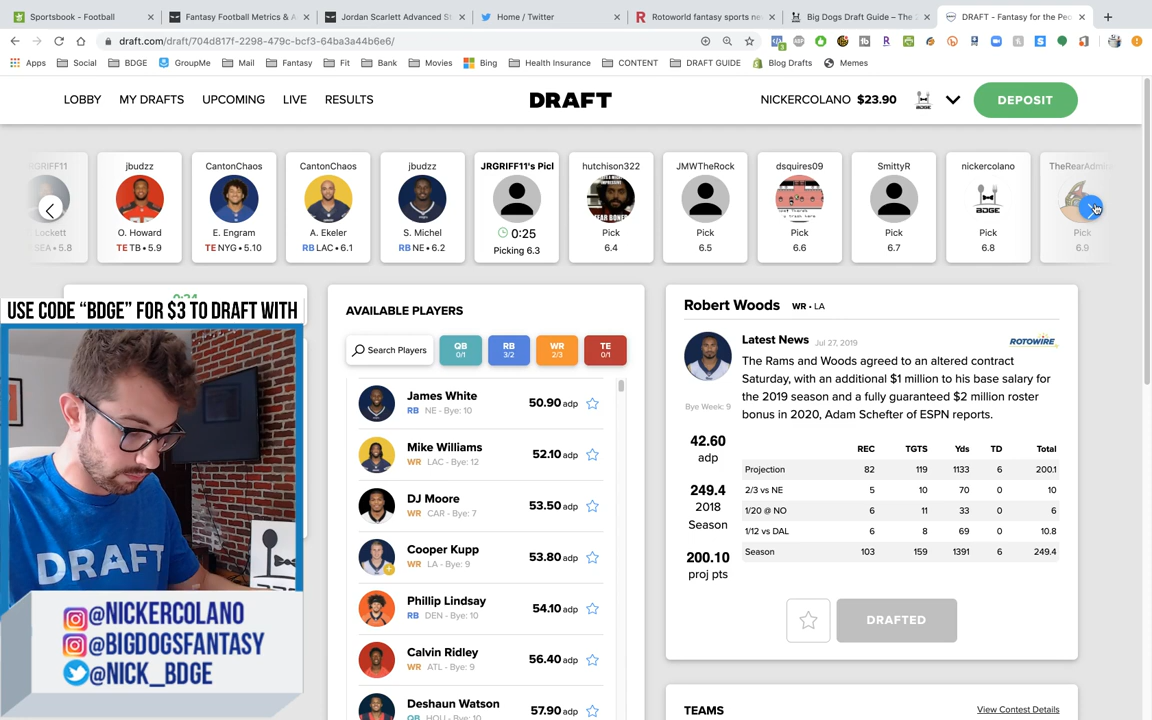 Sportsbook - Football
Fantasy Football Metrics & A
Jordan Scarlett Advanced St
Home / Twitter
Rotoworld fantasy sports ne
Big Dogs Draft Guide – The 2
DRAFT - Fantasy for the Peo
draft.com/draft/704d817f-2298-479c-bcf3-64ba3a44b6e6/
Apps
Social
BDGE
GroupMe
Mail
Fantasy
Fit
Bank
Movies
Bing
Health Insurance
CONTENT
DRAFT GUIDE
Blog Drafts
Memes
LOBBY
MY DRAFTS
UPCOMING
LIVE
RESULTS
DRAFT
NICKERCOLANO $23.90
DEPOSIT
RGRIFF11
Lockett
SEA • 5.8
jbudzz
O. Howard
TE TB • 5.9
CantonChaos
E. Engram
TE NYG • 5.10
CantonChaos
A. Ekeler
RB LAC • 6.1
jbudzz
S. Michel
RB NE • 6.2
JRGRIFF11's Picl
0:25
Picking 6.3
hutchison322
Pick
6.4
JMWTheRock
Pick
6.5
dsquires09
Pick
6.6
SmittyR
Pick
6.7
nickercolano
BDGE
Pick
6.8
TheRearAdmi
Pick
6.9
0:24
USE CODE "BDGE" FOR $3 TO DRAFT WITH
DRAFT
@NICKERCOLANO
@BIGDOGSFANTASY
@NICK_BDGE
AVAILABLE PLAYERS
Search Players
QB
0/1
RB
3/2
WR
2/3
TE
0/1
James White
RB NE - Bye: 10
50.90 adp
Mike Williams
WR LAC - Bye: 12
52.10 adp
DJ Moore
WR CAR - Bye: 7
53.50 adp
Cooper Kupp
WR LA - Bye: 9
53.80 adp
Phillip Lindsay
RB DEN - Bye: 10
54.10 adp
Calvin Ridley
WR ATL - Bye: 9
56.40 adp
Deshaun Watson
QB HOU - Bye: 10
57.90 adp
Robert Woods WR • LA
Latest News Jul 27, 2019
ROTOWIRE
The Rams and Woods agreed to an altered contract
Saturday, with an additional $1 million to his base salary for
the 2019 season and a fully guaranteed $2 million roster
bonus in 2020, Adam Schefter of ESPN reports.
Bye Week: 9
42.60
adp
249.4
2018
Season
200.10
proj pts
REC TGTS Yds TD Total
Projection 82 119 1133 6 200.1
2/3 vs NE 5 10 70 0 10
1/20 @ NO 6 11 33 0 6
1/12 vs DAL 6 8 69 0 10.8
Season 103 159 1391 6 249.4
DRAFTED
TEAMS
View Contest Details